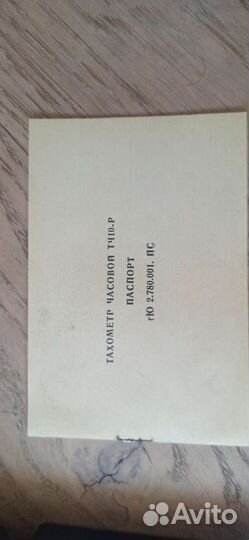 ТАХОМЕТР ЧАСОВОЙ ТЧ10-Р
ПАСПОРТ
гЮ 2.780.001. ПС
Avito